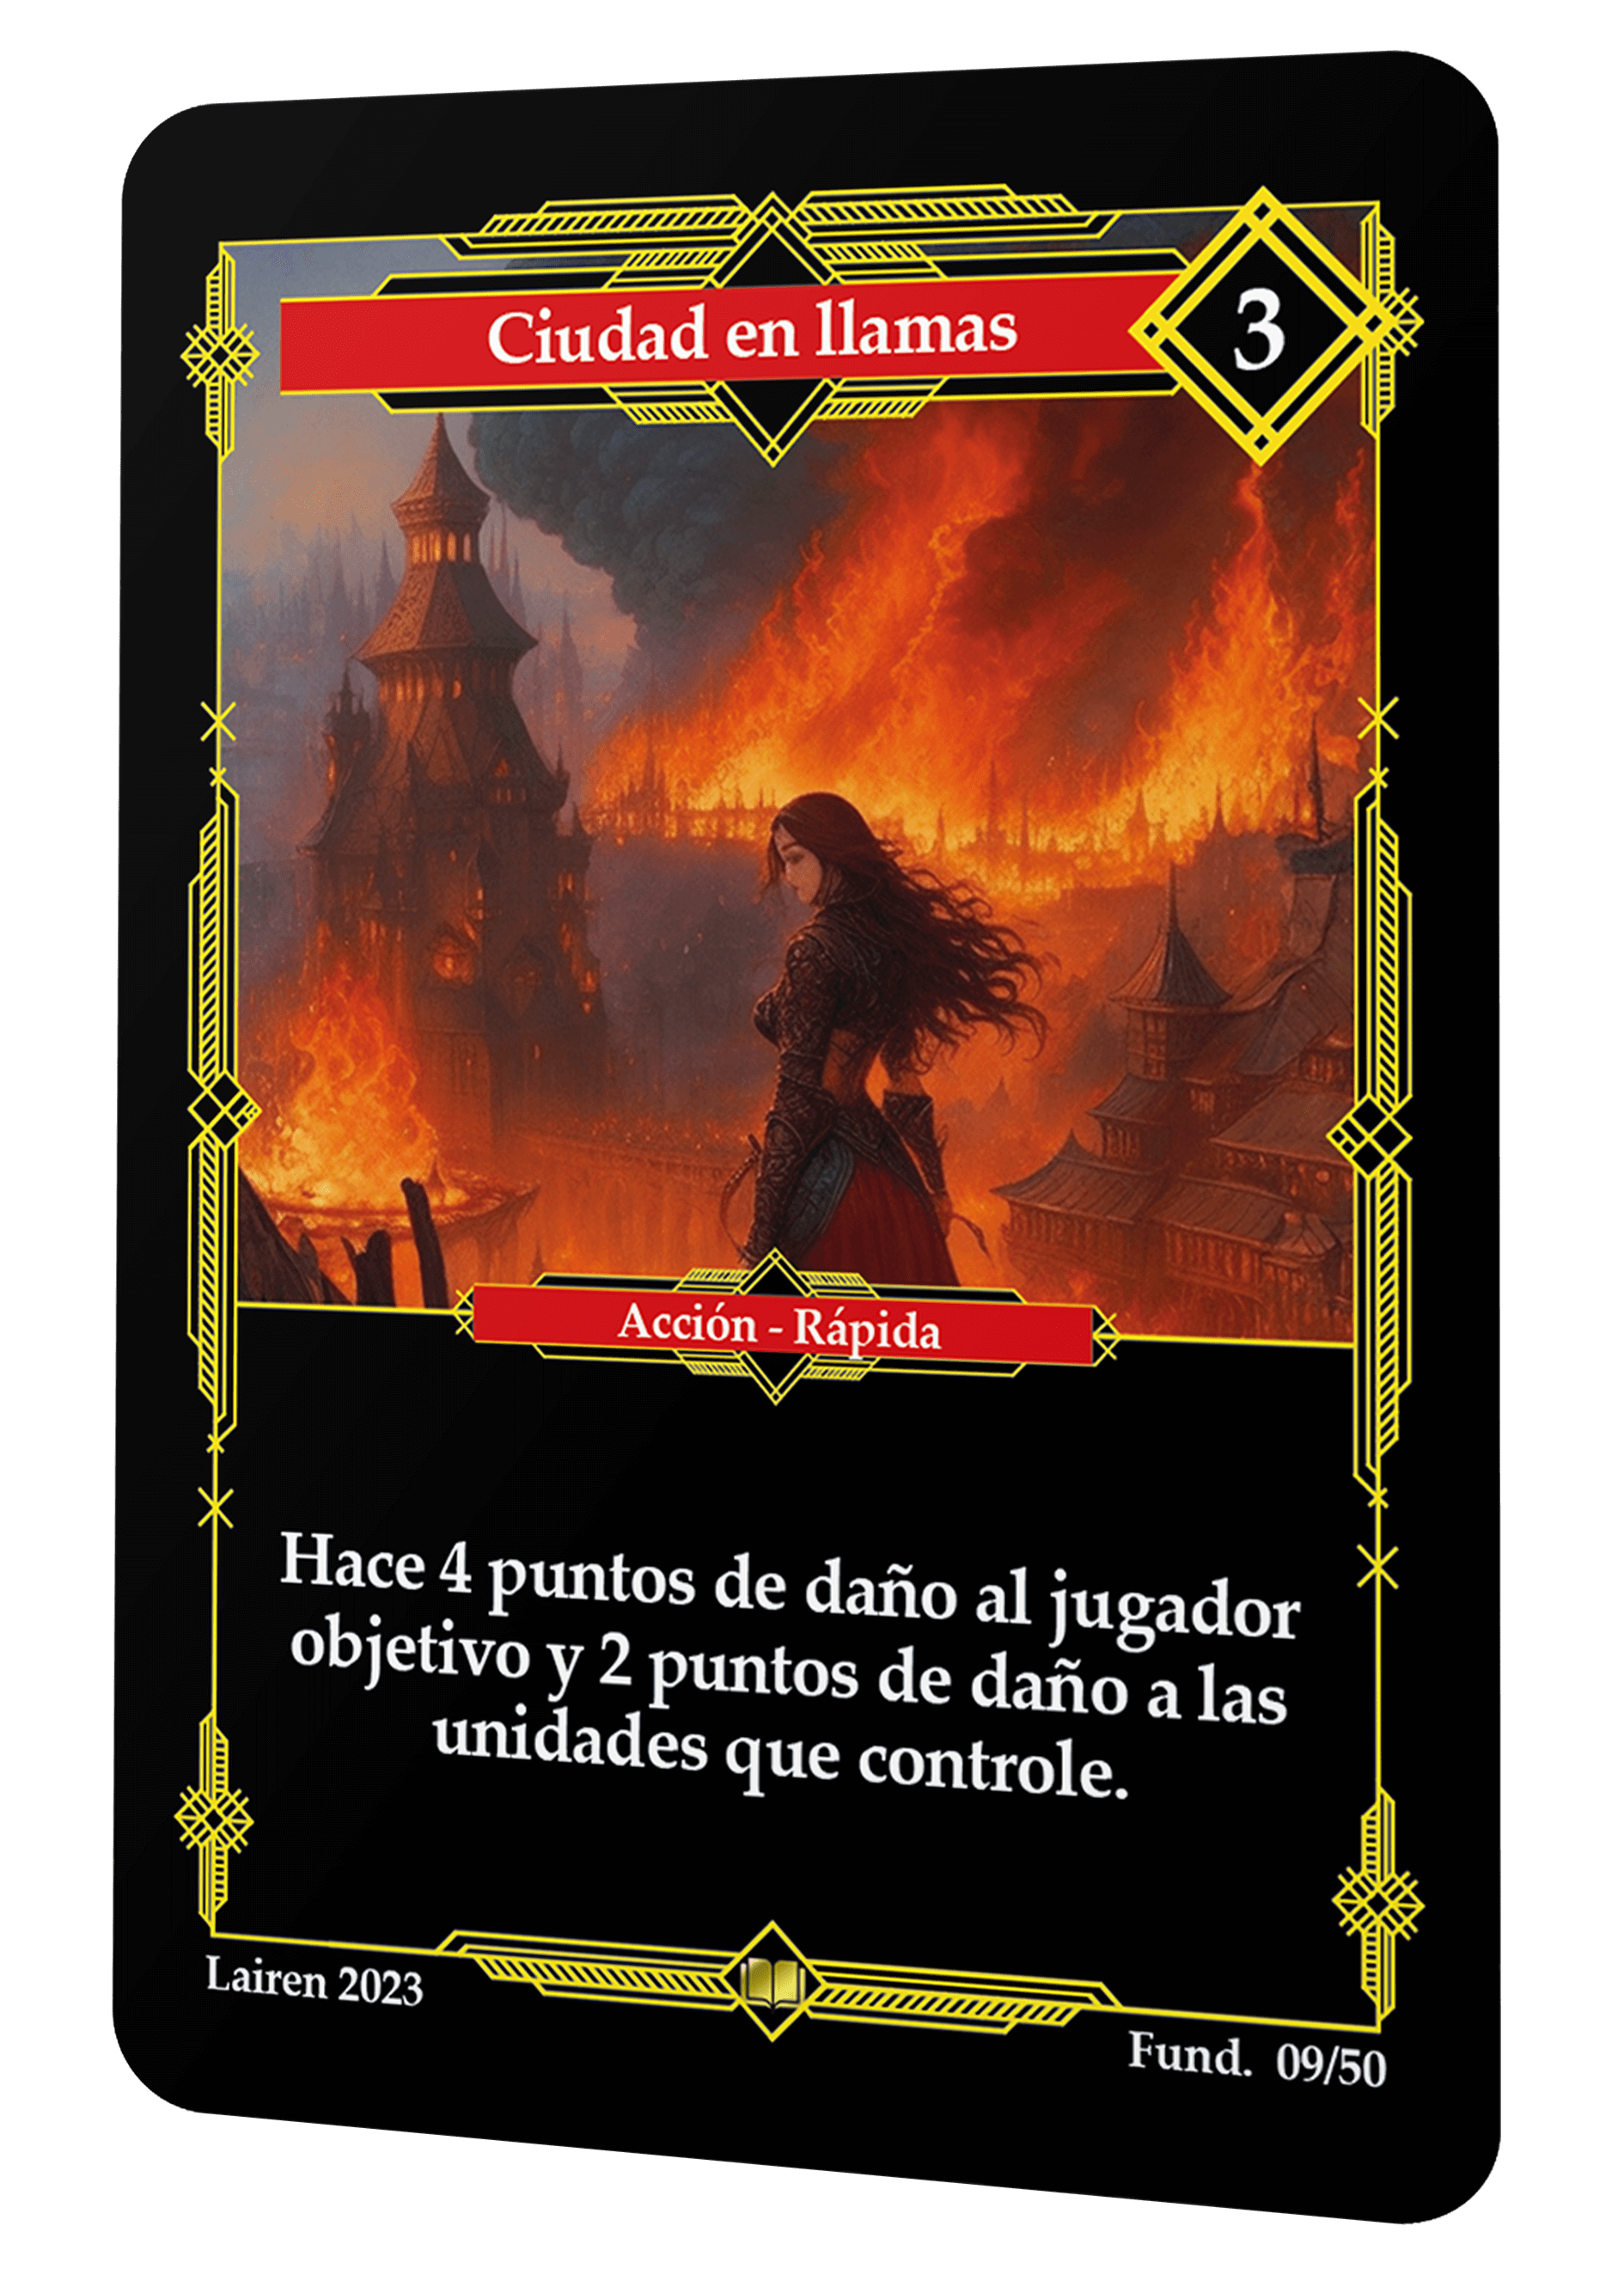 Ciudad en llamas
3
Acción - Rápida
Hace 4 puntos de daño al jugador
objetivo y 2 puntos de daño a las
unidades que controle.
Lairen 2023
Fund. 09/50